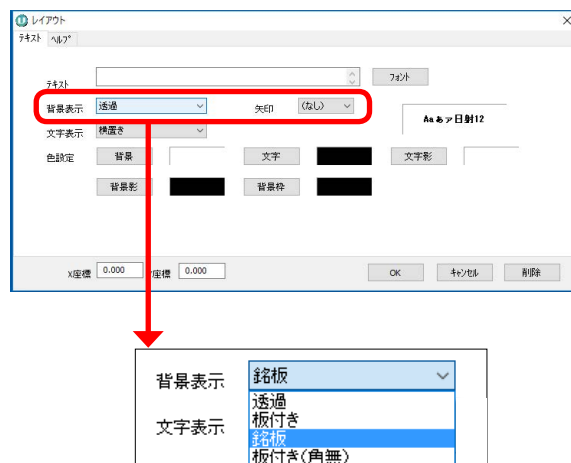 レイアウト
テキスト ヘルプ
テキスト フォント
背景表示 透過 矢印 (なし)
Aa あァ 日射12
文字表示 横置き
色設定 背景 文字 文字影
背景影 背景枠
X座標 0.000 座標 0.000
OK キャンセル 削除
背景表示 銘板
透過
板付き
文字表示 銘板
板付き(角無)